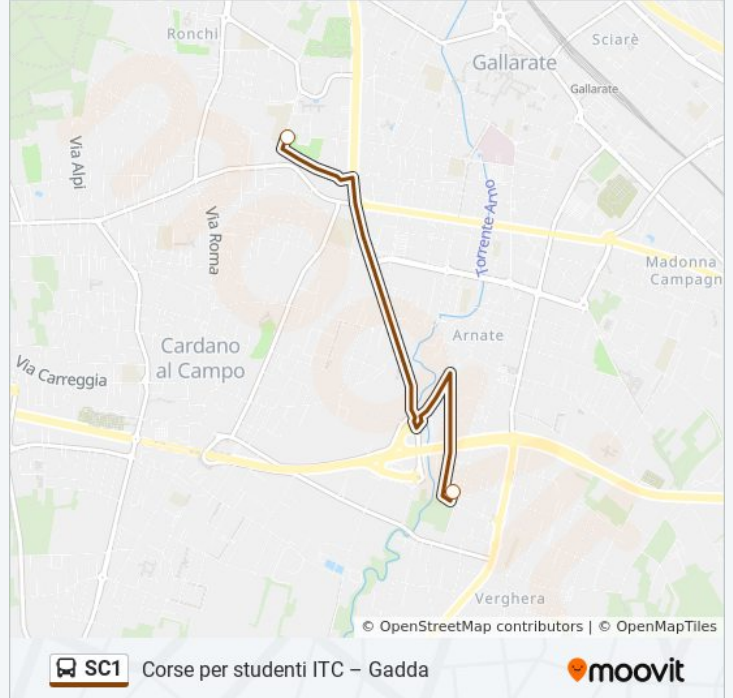 Ronchi
Sciarè
Gallarate
Gallarate
Via Alpi
Torrente Arno
Via Roma
Madonna
Campagn
Arnate
Cardano
al Campo
Via Carreggia
Verghera
© OpenStreetMap contributors | © OpenMapTiles
SC1 Corse per studenti ITC – Gadda
moovit